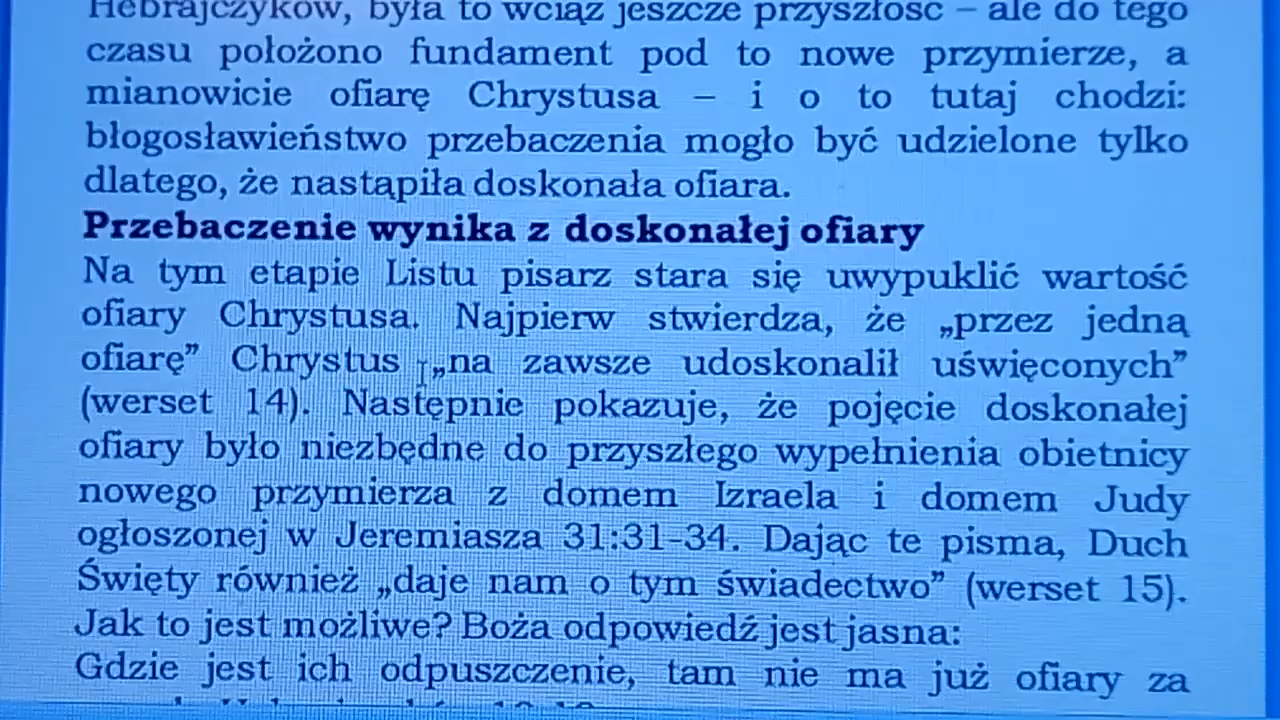 Hebrajczyków, była to wciąż jeszcze przyszłość – ale do tego
czasu położono fundament pod to nowe przymierze, a
mianowicie ofiarę Chrystusa – i o to tutaj chodzi:
błogosławieństwo przebaczenia mogło być udzielone tylko
dlatego, że nastąpiła doskonała ofiara.
Przebaczenie wynika z doskonałej ofiary
Na tym etapie Listu pisarz stara się uwypuklić wartość
ofiary Chrystusa. Najpierw stwierdza, że „przez jedną
ofiarę” Chrystus „na zawsze udoskonalił uświęconych”
(werset 14). Następnie pokazuje, że pojęcie doskonałej
ofiary było niezbędne do przyszłego wypełnienia obietnicy
nowego przymierza z domem Izraela i domem Judy
ogłoszonej w Jeremiasza 31:31-34. Dając te pisma, Duch
Święty również „daje nam o tym świadectwo” (werset 15).
Jak to jest możliwe? Boża odpowiedź jest jasna:
Gdzie jest ich odpuszczenie, tam nie ma już ofiary za